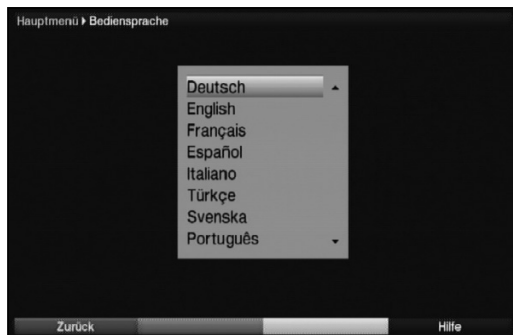 Hauptmenü ▸ Bediensprache
Deutsch
English
Français
Español
Italiano
Türkçe
Svenska
Português
Zurück
Hilfe